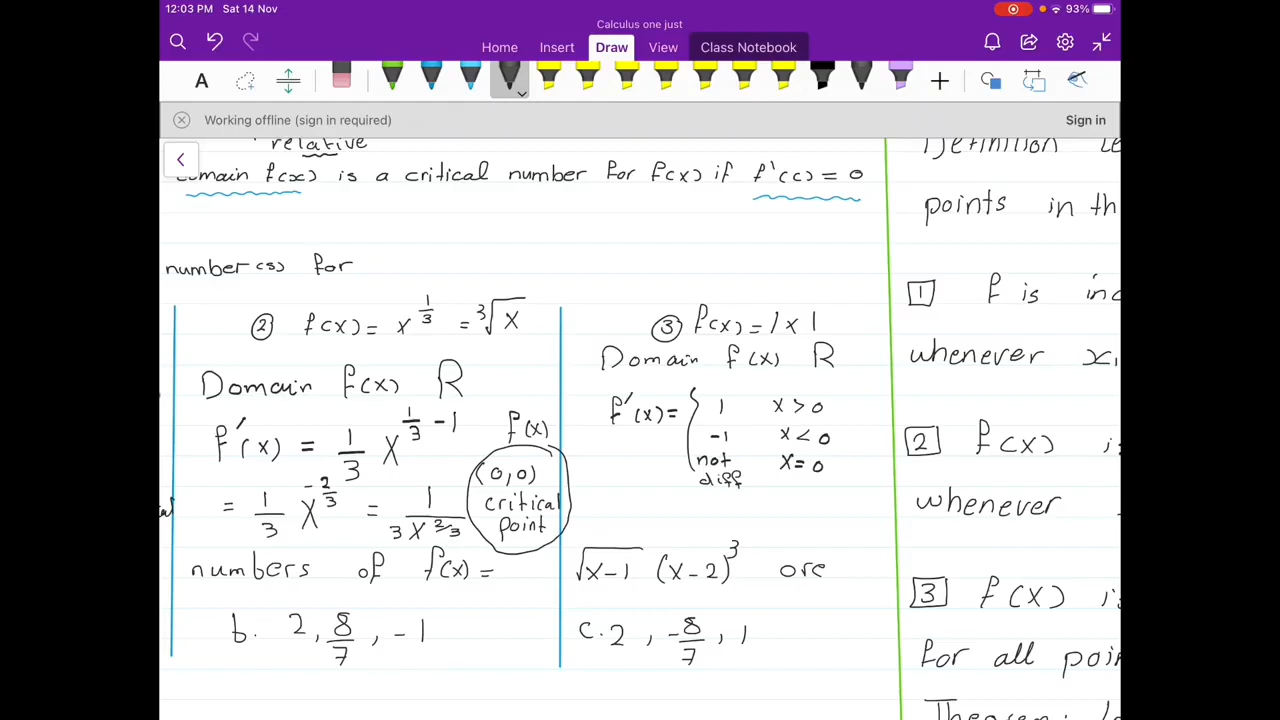 12:03 PM Sat 14 Nov
93%
Calculus one just
Home Insert Draw View Class Notebook
A
Working offline (sign in required)
Sign in
relative
domain f(x) is a critical number for f(x) if f'(c) = 0
number(s) for
② f(x) = x^{1/3} = ∛x
Domain f(x) R
f'(x) = 1/3 x^{1/3 - 1}
= 1/3 x^{-2/3} = 1/(3x^{2/3})
f(x)
(0,0)
critical
point
③ f(x) = |x|
Domain f(x) R
f'(x) = { 1 x > 0
-1 x < 0
not x = 0
diff
numbers of f(x) = √(x-1) (x-2)^3 are
b. 2, 8/7, -1
c. 2, -8/7, 1
Definition
points in
1 f is
whenever
2 f(x)
whenever
3 f(x)
for all
Theorem: